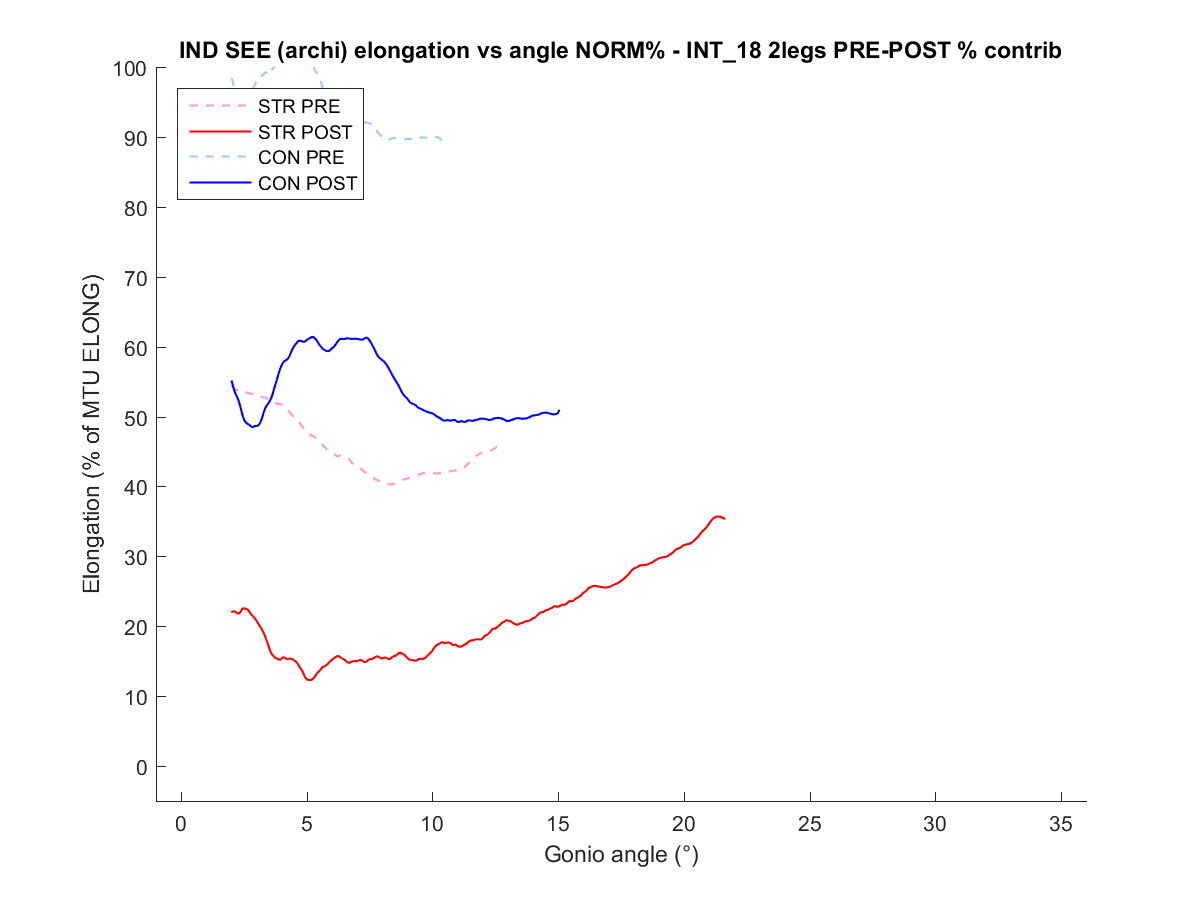 IND SEE (archi) elongation vs angle NORM% - INT_18 2legs PRE-POST % contrib
100
90
80
70
60
50
40
30
20
10
0
Elongation (% of MTU ELONG)
STR PRE
STR POST
CON PRE
CON POST
0 5 10 15 20 25 30 35
Gonio angle (°)